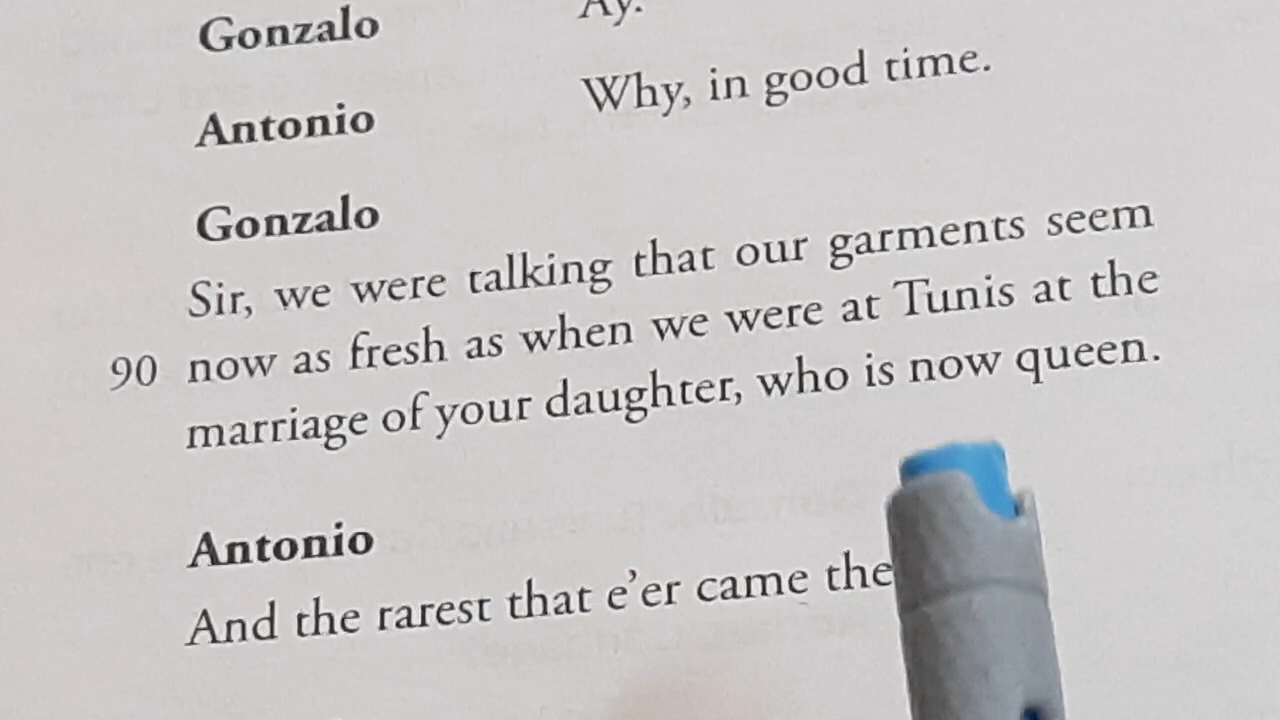 Gonzalo
Ay.
Antonio
Why, in good time.
Gonzalo
Sir, we were talking that our garments seem
90 now as fresh as when we were at Tunis at the
marriage of your daughter, who is now queen.
Antonio
And the rarest that e’er came